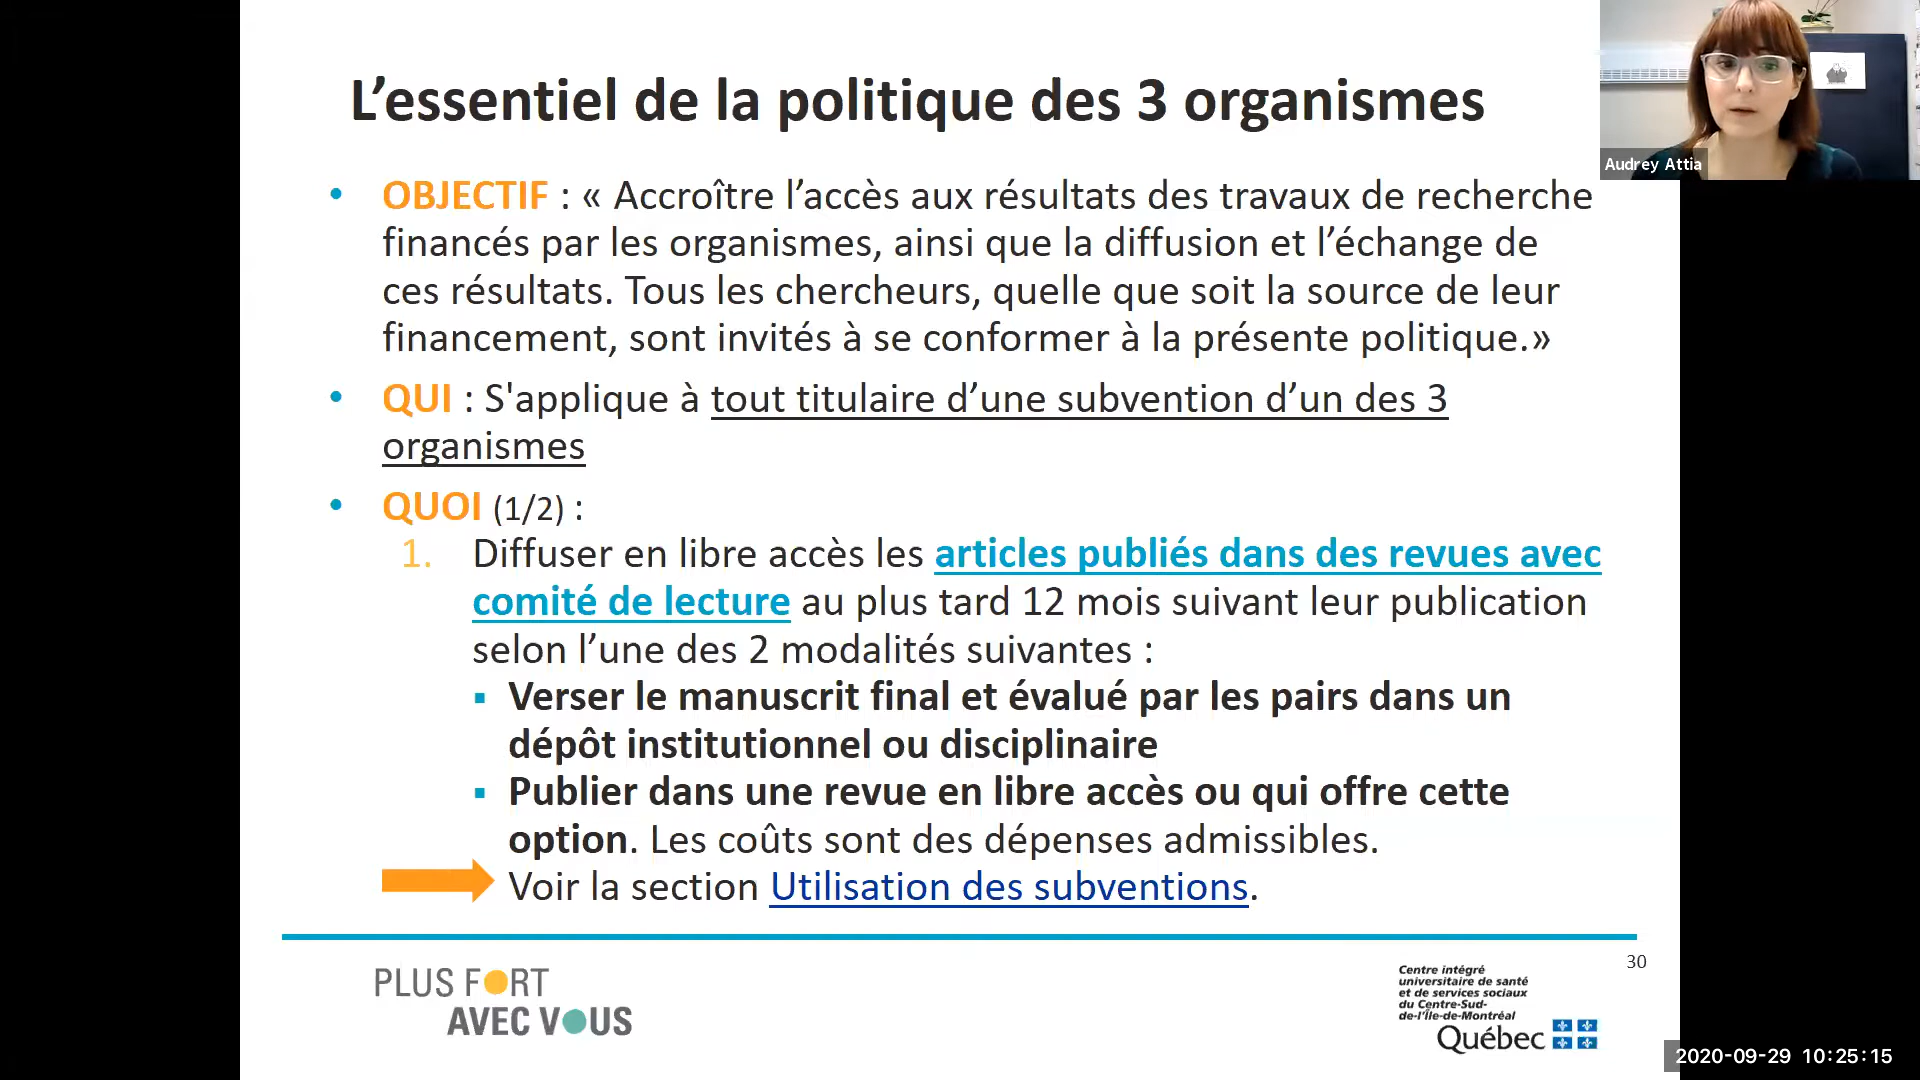 L’essentiel de la politique des 3 organismes
Audrey Attia
• OBJECTIF : « Accroître l’accès aux résultats des travaux de recherche
financés par les organismes, ainsi que la diffusion et l’échange de
ces résultats. Tous les chercheurs, quelle que soit la source de leur
financement, sont invités à se conformer à la présente politique.»
• QUI : S'applique à tout titulaire d’une subvention d’un des 3
organismes
• QUOI (1/2) :
1. Diffuser en libre accès les articles publiés dans des revues avec
comité de lecture au plus tard 12 mois suivant leur publication
selon l’une des 2 modalités suivantes :
▪ Verser le manuscrit final et évalué par les pairs dans un
dépôt institutionnel ou disciplinaire
▪ Publier dans une revue en libre accès ou qui offre cette
option. Les coûts sont des dépenses admissibles.
Voir la section Utilisation des subventions.
PLUS FORT
AVEC VOUS
30
Centre intégré
universitaire de santé
et de services sociaux
du Centre-Sud-
de-l’Île-de-Montréal
Québec
2020-09-29 10:25:15